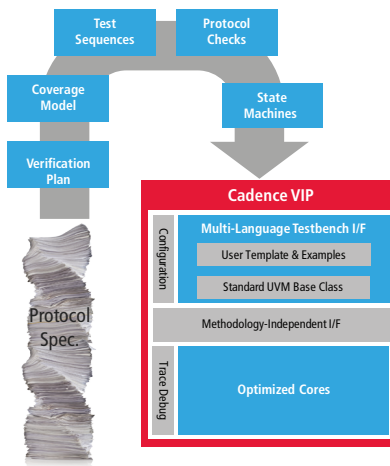 Test
Sequences
Protocol
Checks
Coverage
Model
State
Machines
Verification
Plan
Protocol
Spec.
Cadence VIP
Configuration
Multi-Language Testbench I/F
User Template & Examples
Standard UVM Base Class
Methodology-Independent I/F
Trace Debug
Optimized Cores